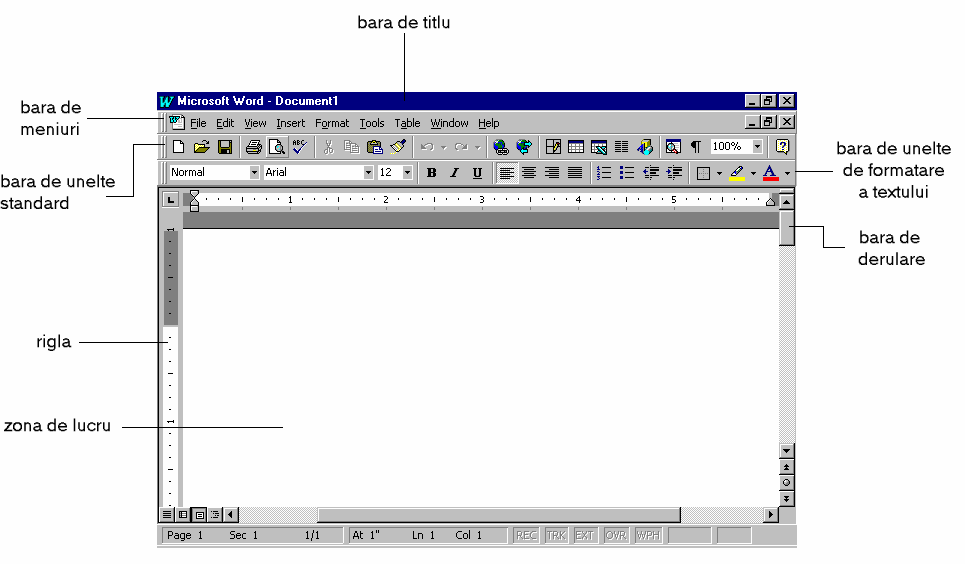 bara de titlu
bara de
meniuri
bara de unelte
standard
Microsoft Word - Document1
File Edit View Insert Format Tools Table Window Help
ABC
100%
Normal Arial 12 B I U A
bara de unelte
de formatare
a textului
1 2 3 4 5
bara de
derulare
1
rigla
1
zona de lucru
Page 1 Sec 1 1/1 At 1" Ln 1 Col 1 REC TRK EXT OVR WPH